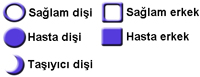 Sağlam dişi
Sağlam erkek
Hasta dişi
Hasta erkek
Taşıyıcı dişi